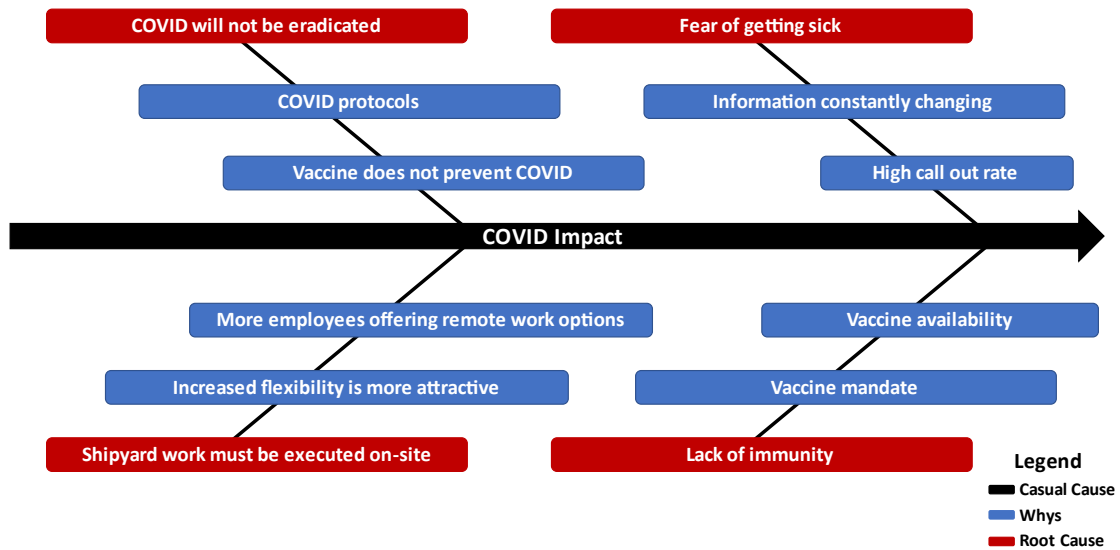 COVID will not be eradicated
Fear of getting sick
COVID protocols
Information constantly changing
Vaccine does not prevent COVID
High call out rate
COVID Impact
More employees offering remote work options
Vaccine availability
Increased flexibility is more attractive
Vaccine mandate
Shipyard work must be executed on-site
Lack of immunity
Legend
Casual Cause
Whys
Root Cause